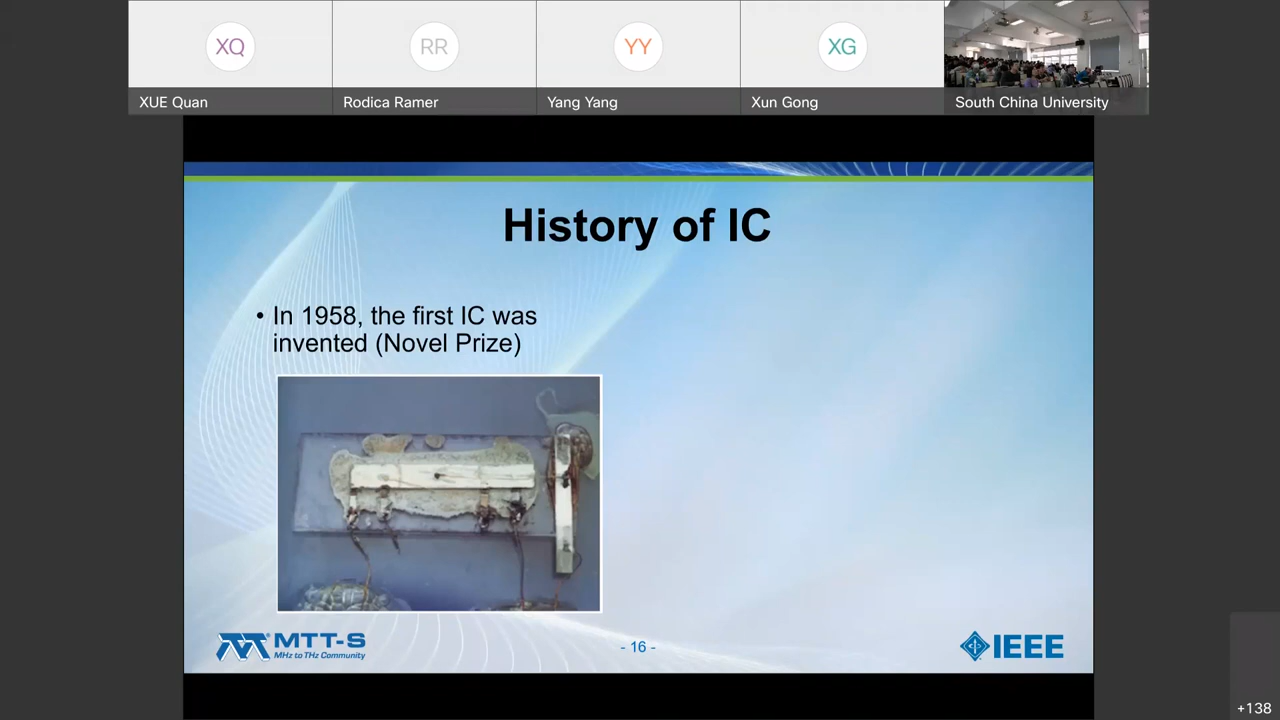 XQ
RR
YY
XG
XUE Quan
Rodica Ramer
Yang Yang
Xun Gong
South China University
History of IC
• In 1958, the first IC was
invented (Novel Prize)
MTT-S
MHz to THz Community
- 16 -
IEEE
+138